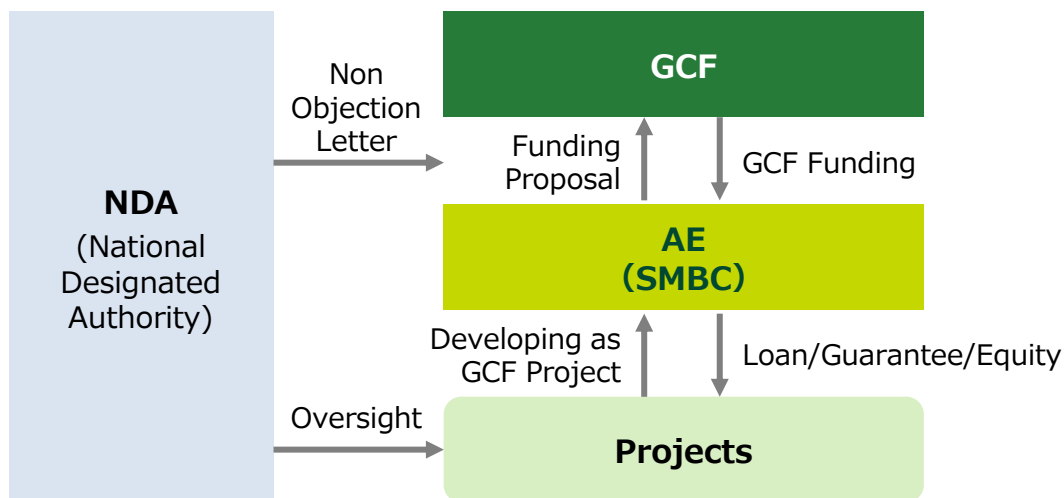 NDA
(National
Designated
Authority)
Non
Objection
Letter
Oversight
GCF
Funding
Proposal
GCF Funding
AE
(SMBC)
Developing as
GCF Project
Loan/Guarantee/Equity
Projects